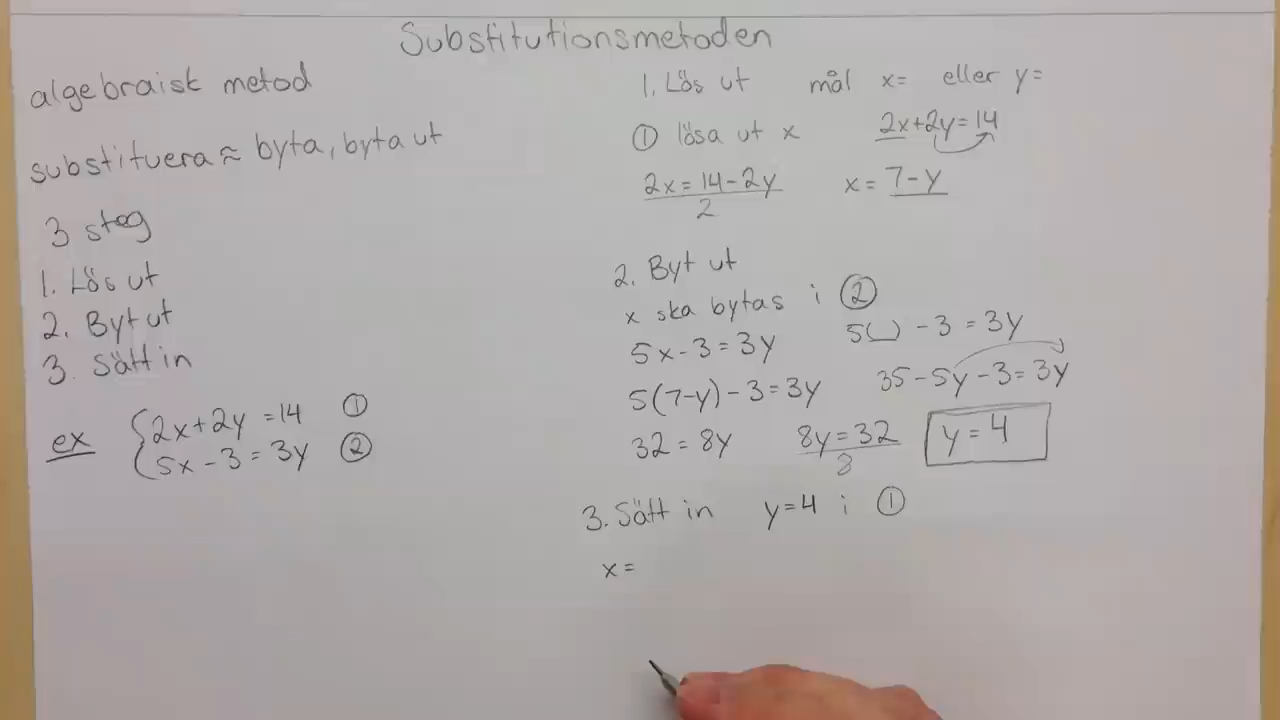 Substitutionsmetoden
algebraisk metod
substituera ≈ byta, byta ut
3 steg
1. Lös ut
2. Byt ut
3. Sätt in
ex { 2x+2y = 14 ①
5x - 3 = 3y ②
1. Lös ut mål x= eller y=
① lösa ut x 2x+2y=14
2x = 14 - 2y x = 7 - y
2
2. Byt ut
x ska bytas i ②
5x - 3 = 3y 5( ) - 3 = 3y
5(7-y) - 3 = 3y 35 - 5y - 3 = 3y
32 = 8y 8y = 32 y = 4
8
3. Sätt in y=4 i ①
x =